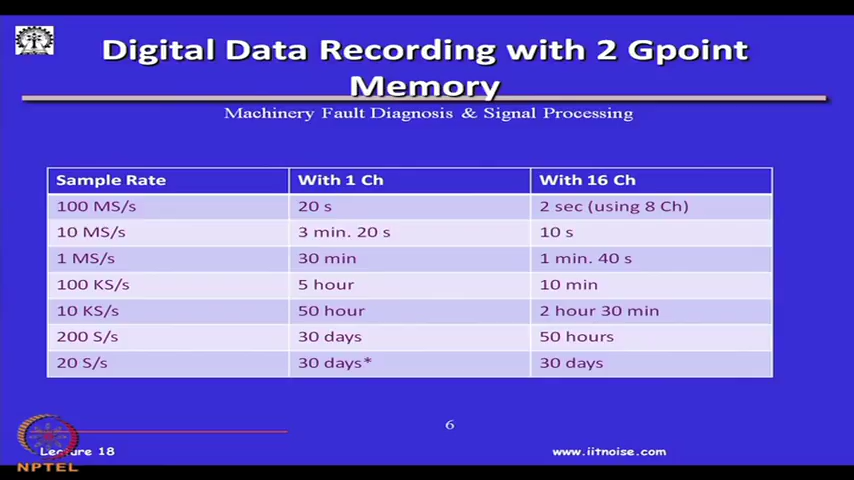 Digital Data Recording with 2 Gpoint
Memory
Machinery Fault Diagnosis & Signal Processing
Sample Rate With 1 Ch With 16 Ch
100 MS/s 20 s 2 sec (using 8 Ch)
10 MS/s 3 min. 20 s 10 s
1 MS/s 30 min 1 min. 40 s
100 KS/s 5 hour 10 min
10 KS/s 50 hour 2 hour 30 min
200 S/s 30 days 50 hours
20 S/s 30 days* 30 days
6
Lecture 18 www.iitnoise.com
NPTEL